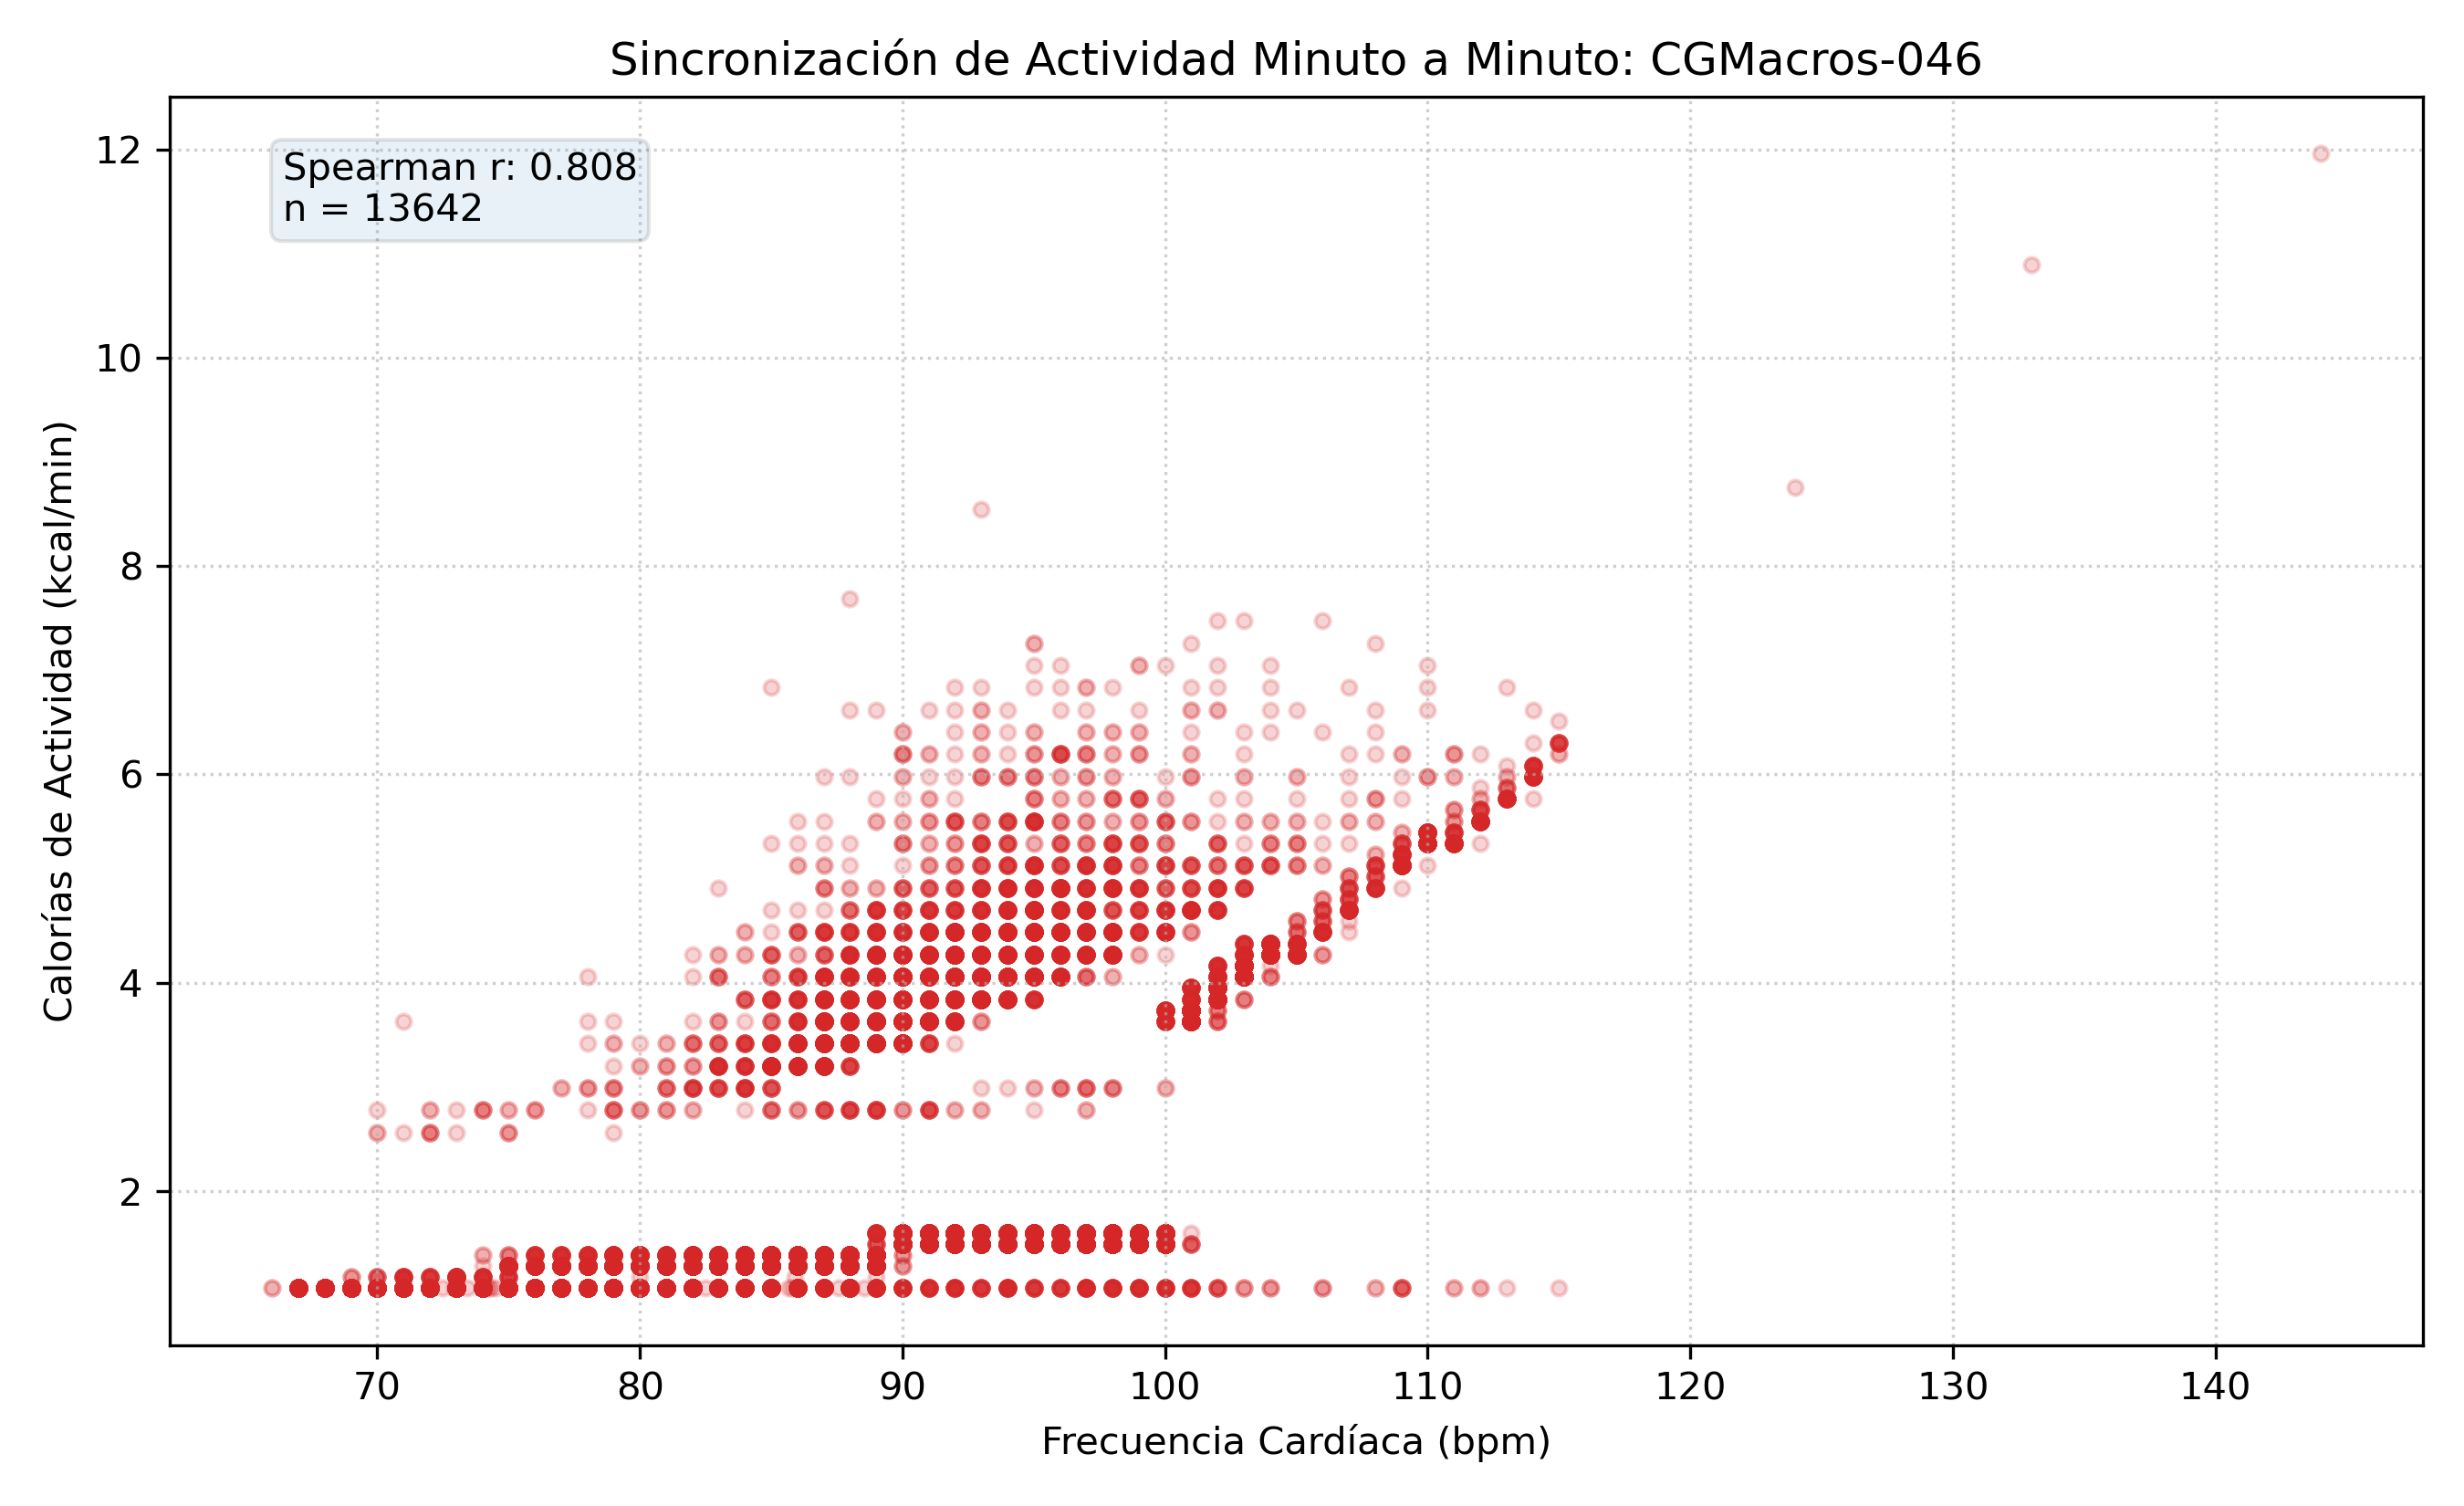 Sincronización de Actividad Minuto a Minuto: CGMacros-046
Spearman r: 0.808
n = 13642
Calorías de Actividad (kcal/min)
12
10
8
6
4
2
70 80 90 100 110 120 130 140
Frecuencia Cardíaca (bpm)